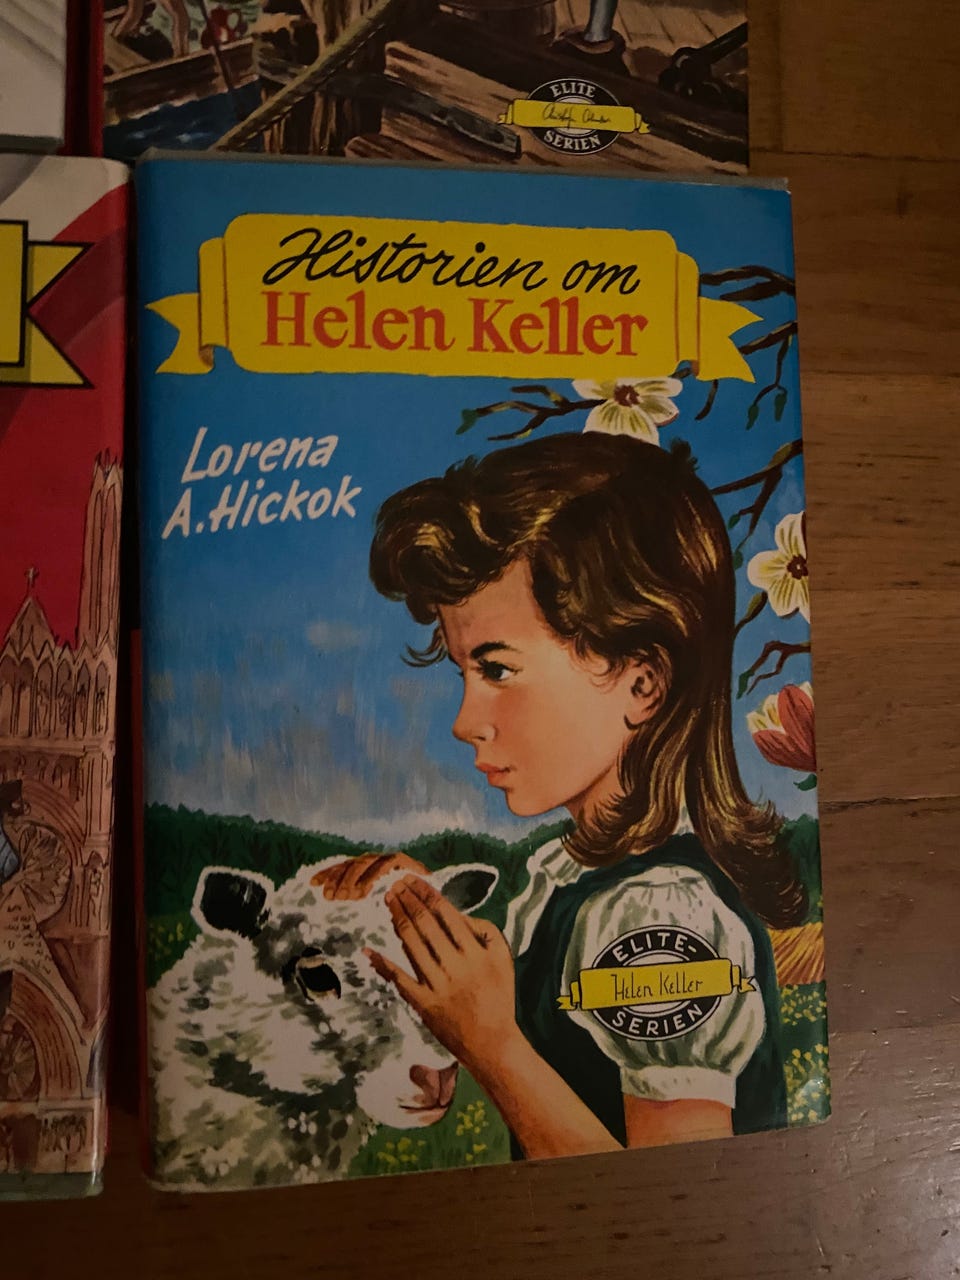 ELITE
SERIEN
Historien om
Helen Keller
Lorena
A. Hickok
ELITE-
Helen Keller
SERIEN